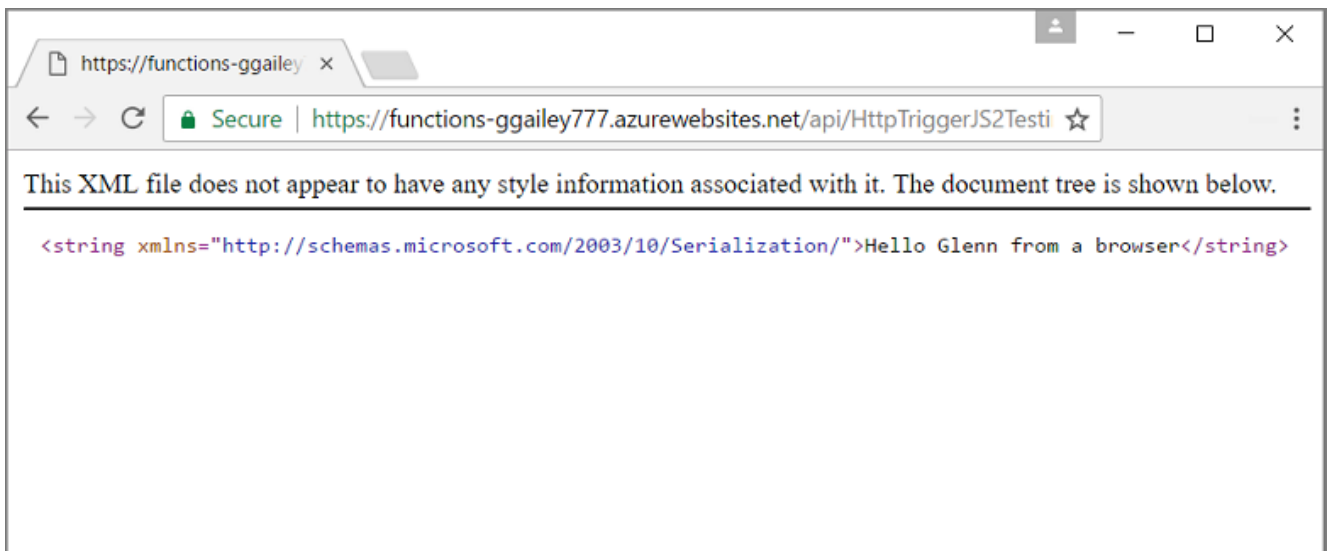 https://functions-ggailey
Secure | https://functions-ggailey777.azurewebsites.net/api/HttpTriggerJS2Testi
This XML file does not appear to have any style information associated with it. The document tree is shown below.
<string xmlns="http://schemas.microsoft.com/2003/10/Serialization/">Hello Glenn from a browser</string>